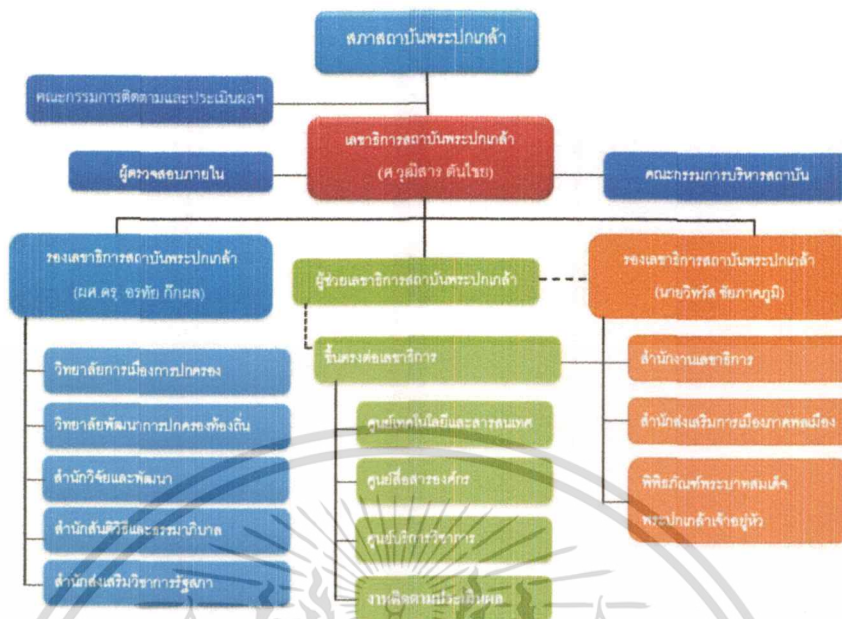 สภาสถาบันพระปกเกล้า
คณะกรรมการติดตามและประเมินผลฯ
เลขาธิการสถาบันพระปกเกล้า
(ศ.วุฒิสาร ตันไชย)
ผู้ตรวจสอบภายใน
คณะกรรมการบริหารสถาบัน
รองเลขาธิการสถาบันพระปกเกล้า
(ผศ.ดร. อรทัย ก๊กผล)
ผู้ช่วยเลขาธิการสถาบันพระปกเกล้า
รองเลขาธิการสถาบันพระปกเกล้า
(นายวิทวัส ชัยภาคภูมิ)
วิทยาลัยการเมืองการปกครอง
วิทยาลัยพัฒนาการปกครองท้องถิ่น
สำนักวิจัยและพัฒนา
สำนักสันติวิธีและธรรมาภิบาล
สำนักส่งเสริมวิชาการรัฐสภา
ขึ้นตรงต่อเลขาธิการ
ศูนย์เทคโนโลยีและสารสนเทศ
ศูนย์สื่อสารองค์กร
ศูนย์บริการวิชาการ
งานติดตามประเมินผล
สำนักงานเลขาธิการ
สำนักส่งเสริมการเมืองภาคพลเมือง
พิพิธภัณฑ์พระบาทสมเด็จ
พระปกเกล้าเจ้าอยู่หัว